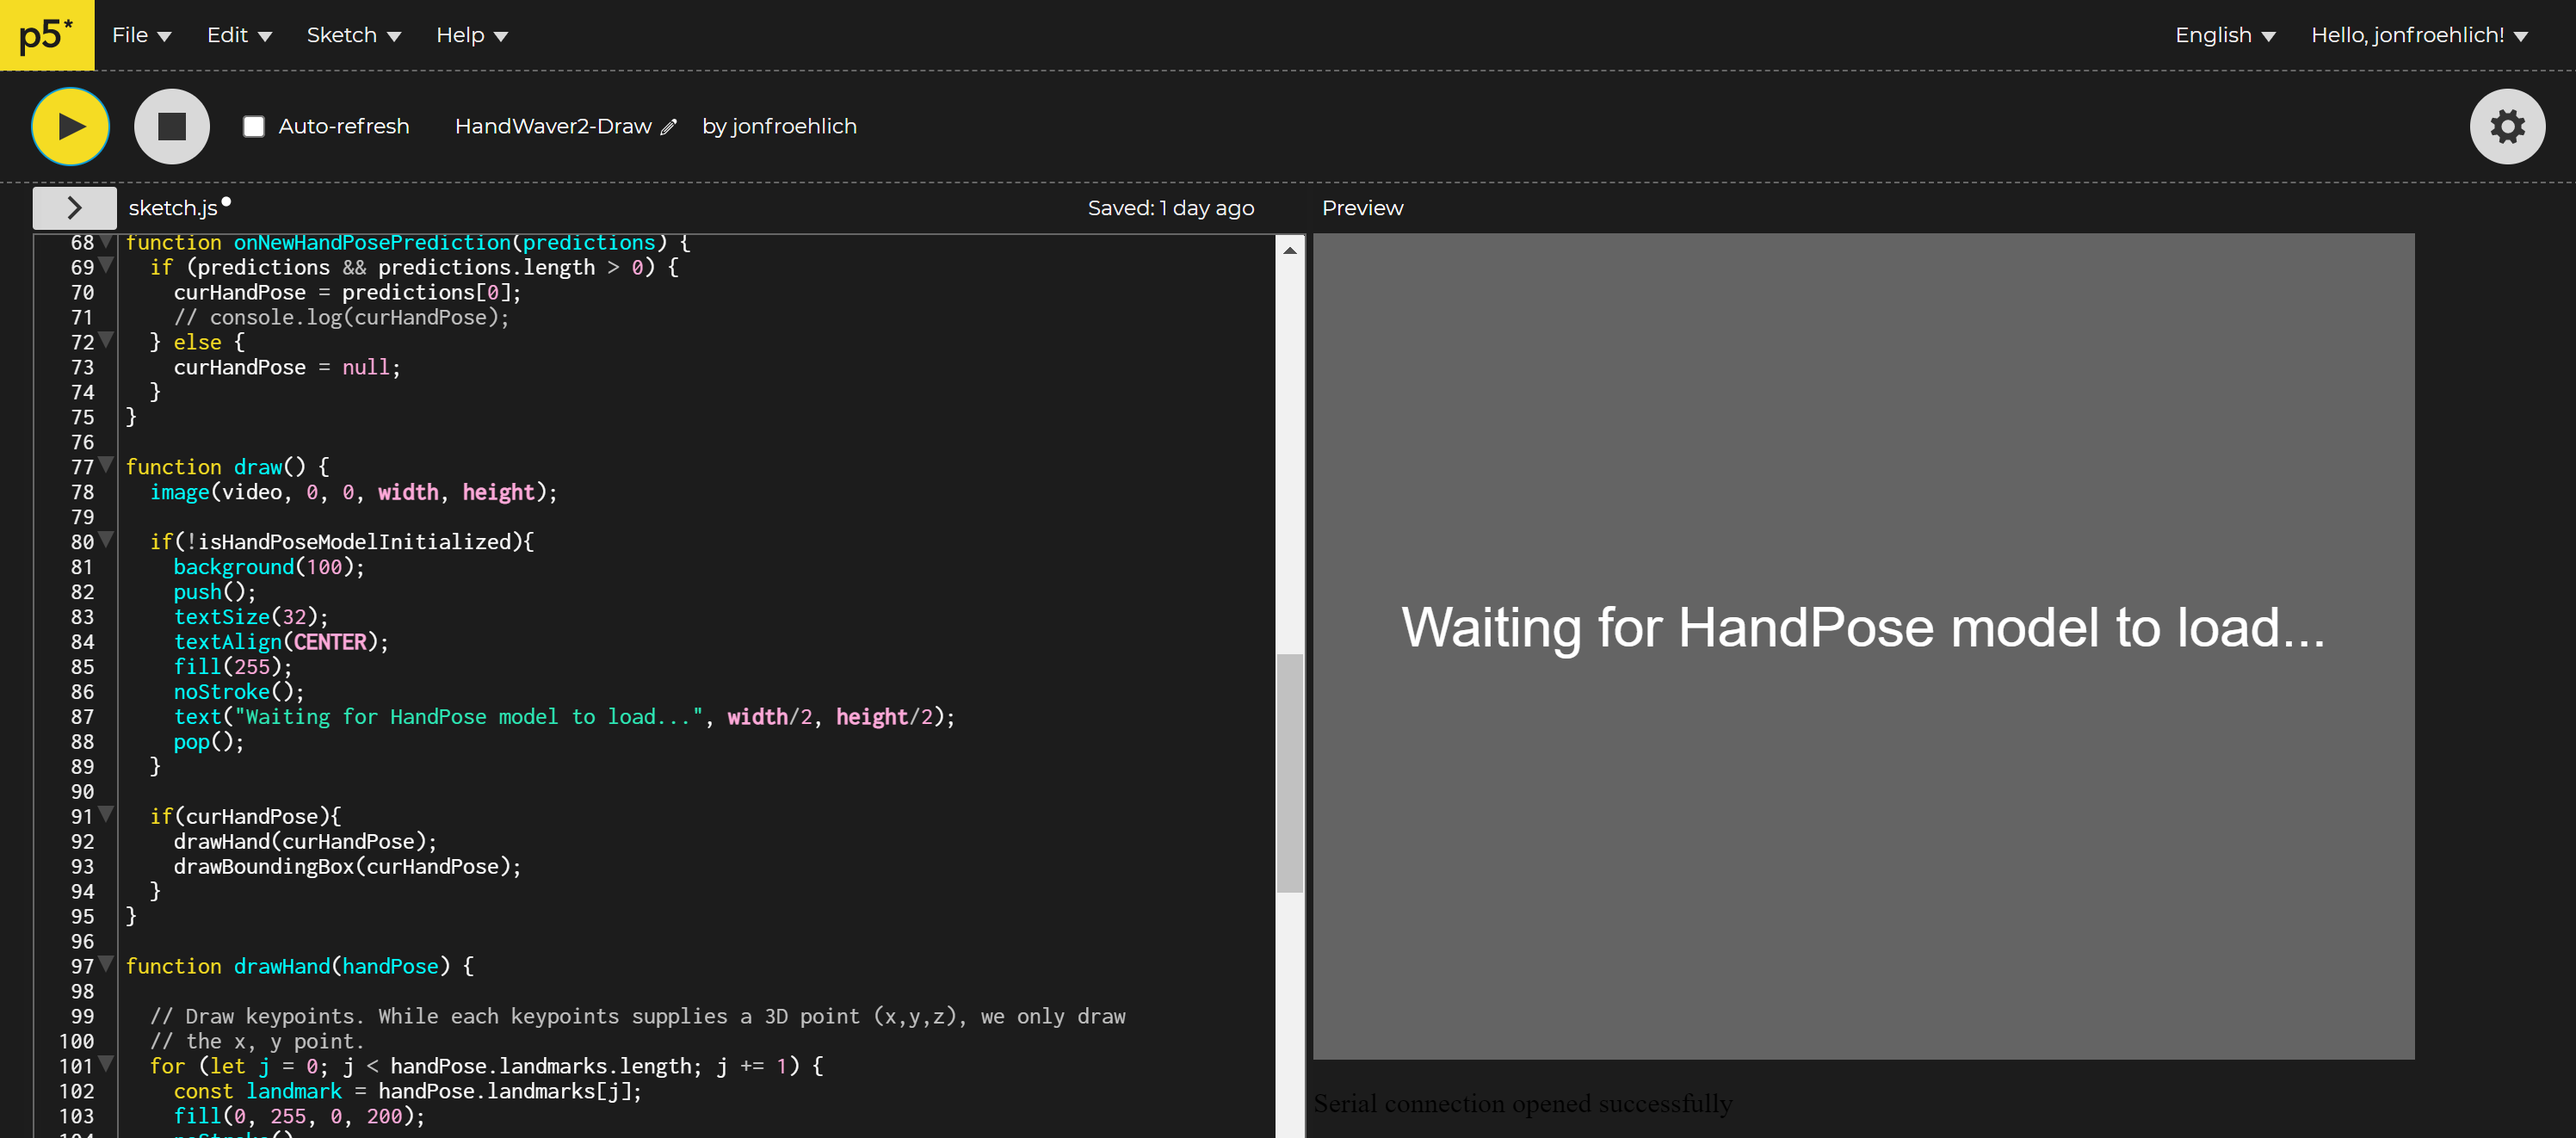 p5* File Edit Sketch Help English Hello, jonfroehlich!
Auto-refresh HandWaver2-Draw by jonfroehlich
sketch.js Saved: 1 day ago Preview
68 function onNewHandPosePrediction(predictions) {
69 if (predictions && predictions.length > 0) {
70 curHandPose = predictions[0];
71 // console.log(curHandPose);
72 } else {
73 curHandPose = null;
74 }
75 }
76
77 function draw() {
78 image(video, 0, 0, width, height);
79
80 if(!isHandPoseModelInitialized){
81 background(100);
82 push();
83 textSize(32);
84 textAlign(CENTER);
85 fill(255);
86 noStroke();
87 text("Waiting for HandPose model to load...", width/2, height/2);
88 pop();
89 }
90
91 if(curHandPose){
92 drawHand(curHandPose);
93 drawBoundingBox(curHandPose);
94 }
95 }
96
97 function drawHand(handPose) {
98
99 // Draw keypoints. While each keypoints supplies a 3D point (x,y,z), we only draw
100 // the x, y point.
101 for (let j = 0; j < handPose.landmarks.length; j += 1) {
102 const landmark = handPose.landmarks[j];
103 fill(0, 255, 0, 200);
Waiting for HandPose model to load...
Serial connection opened successfully